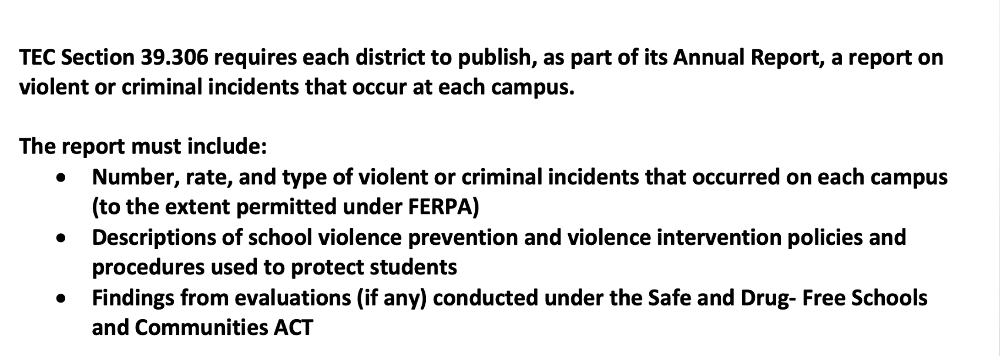 TEC Section 39.306 requires each district to publish, as part of its Annual Report, a report on
violent or criminal incidents that occur at each campus.
The report must include:
• Number, rate, and type of violent or criminal incidents that occurred on each campus
(to the extent permitted under FERPA)
• Descriptions of school violence prevention and violence intervention policies and
procedures used to protect students
• Findings from evaluations (if any) conducted under the Safe and Drug- Free Schools
and Communities ACT